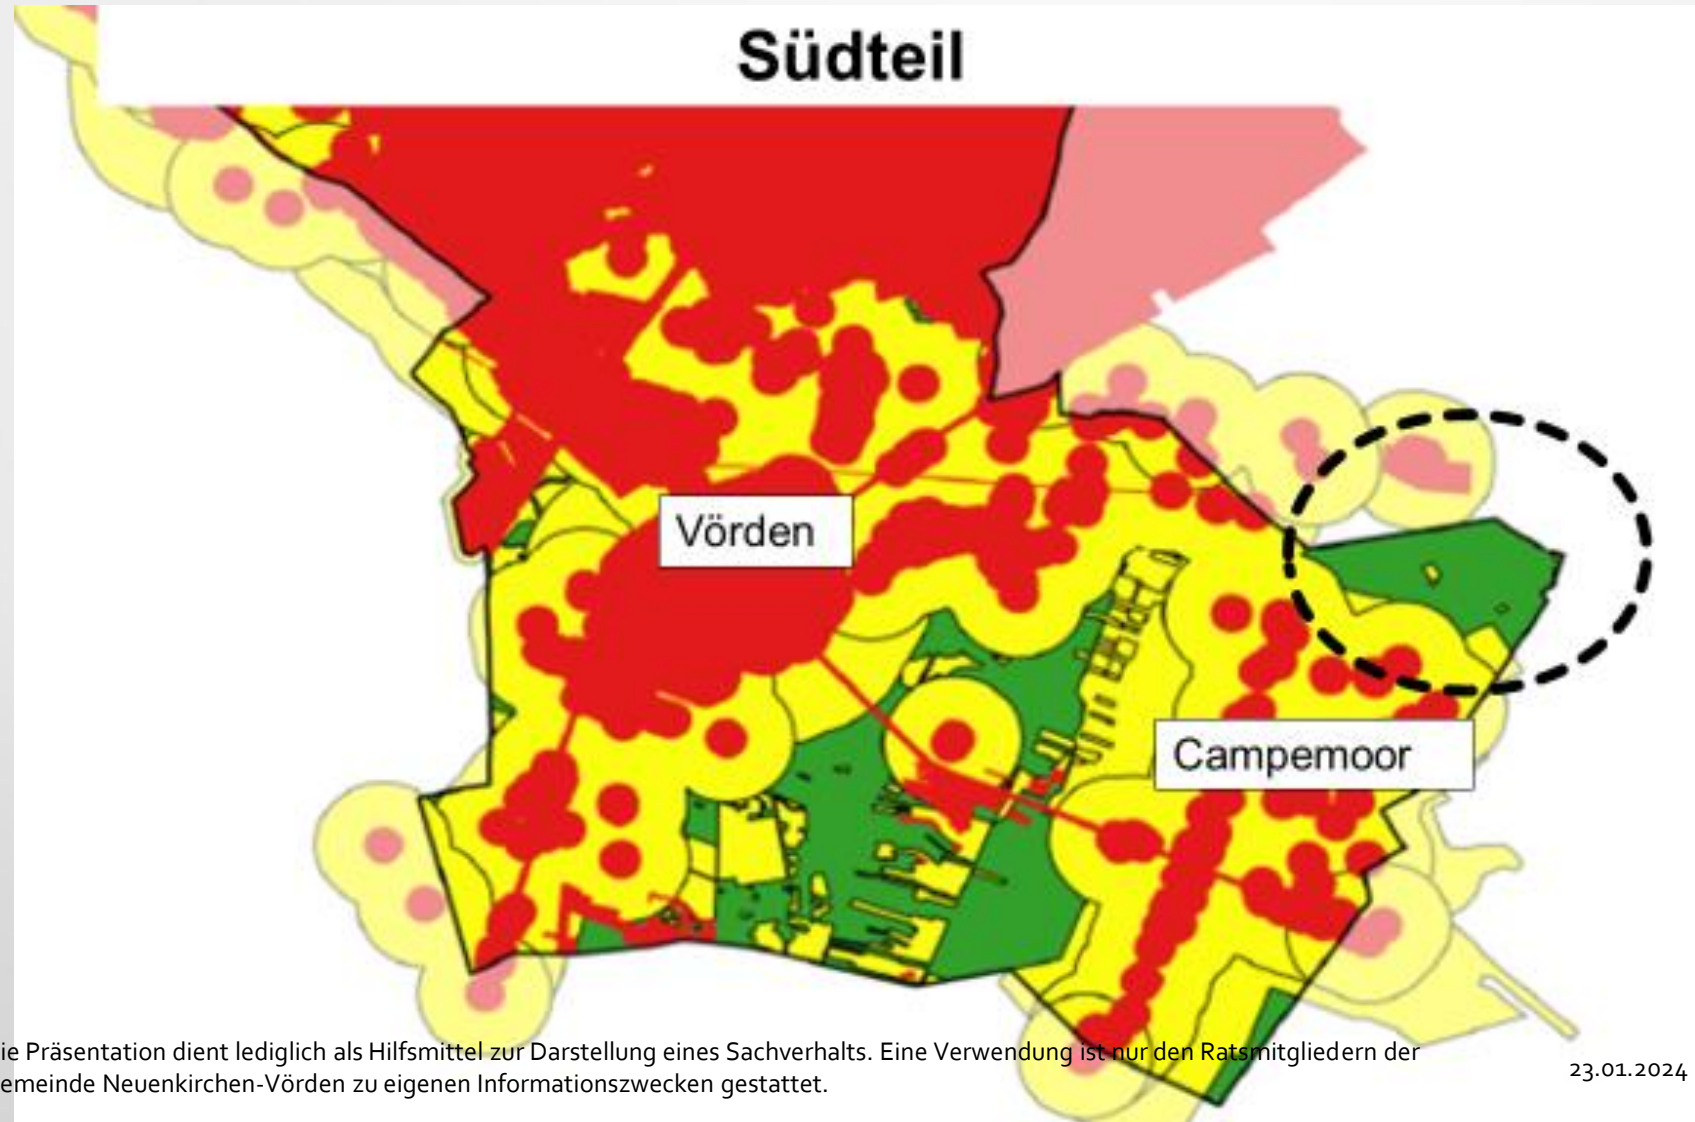 Südteil
Vörden
Campemoor
ie Präsentation dient lediglich als Hilfsmittel zur Darstellung eines Sachverhalts. Eine Verwendung ist nur den Ratsmitgliedern der
emeinde Neuenkirchen-Vörden zu eigenen Informationszwecken gestattet.
23.01.2024